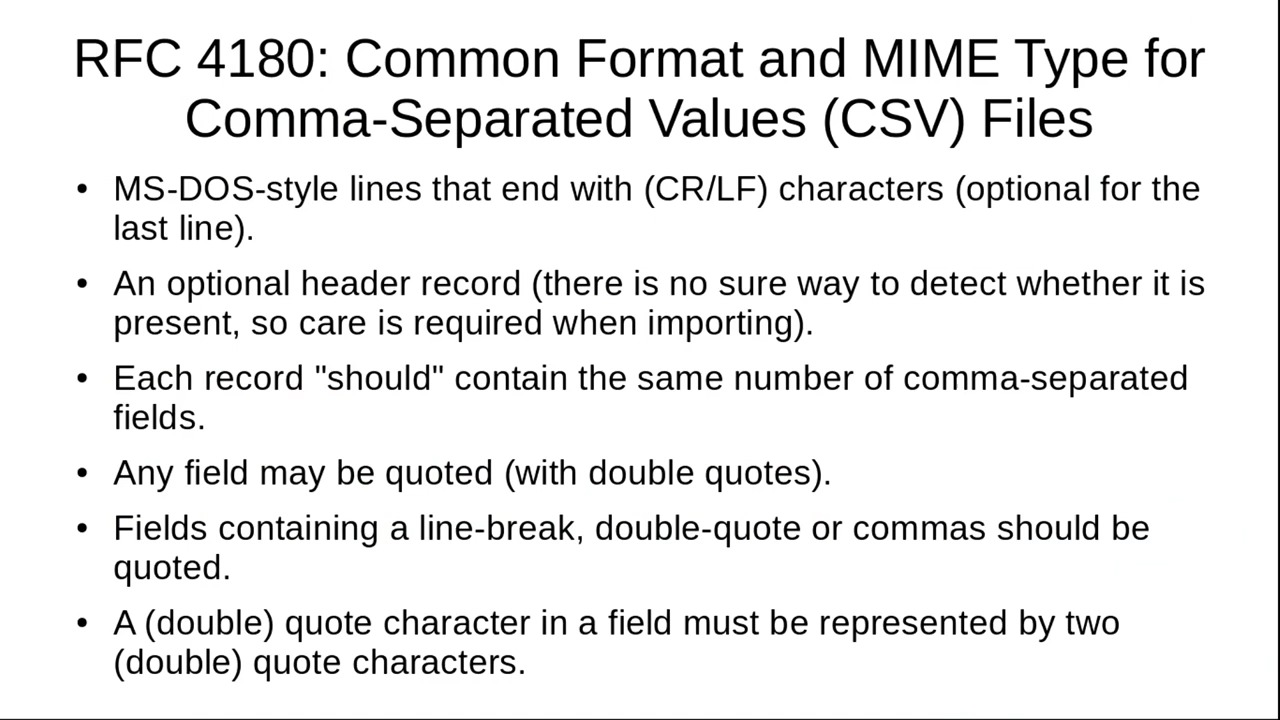 RFC 4180: Common Format and MIME Type for
Comma-Separated Values (CSV) Files
• MS-DOS-style lines that end with (CR/LF) characters (optional for the
last line).
• An optional header record (there is no sure way to detect whether it is
present, so care is required when importing).
• Each record "should" contain the same number of comma-separated
fields.
• Any field may be quoted (with double quotes).
• Fields containing a line-break, double-quote or commas should be
quoted.
• A (double) quote character in a field must be represented by two
(double) quote characters.